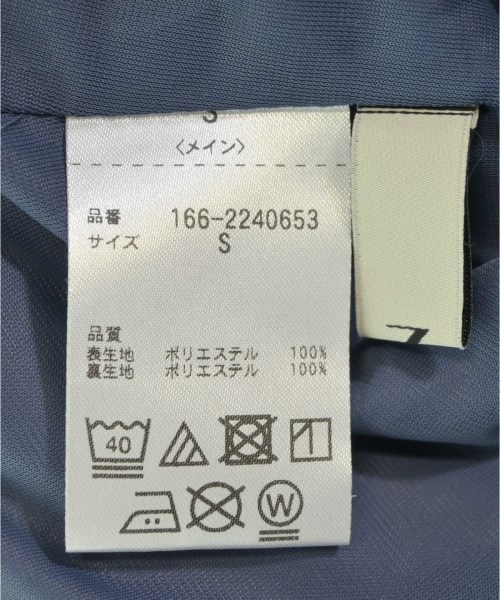 S
〈メイン〉
品番 166-2240653
サイズ S
品質
表生地 ポリエステル 100%
裏生地 ポリエステル 100%
40
W